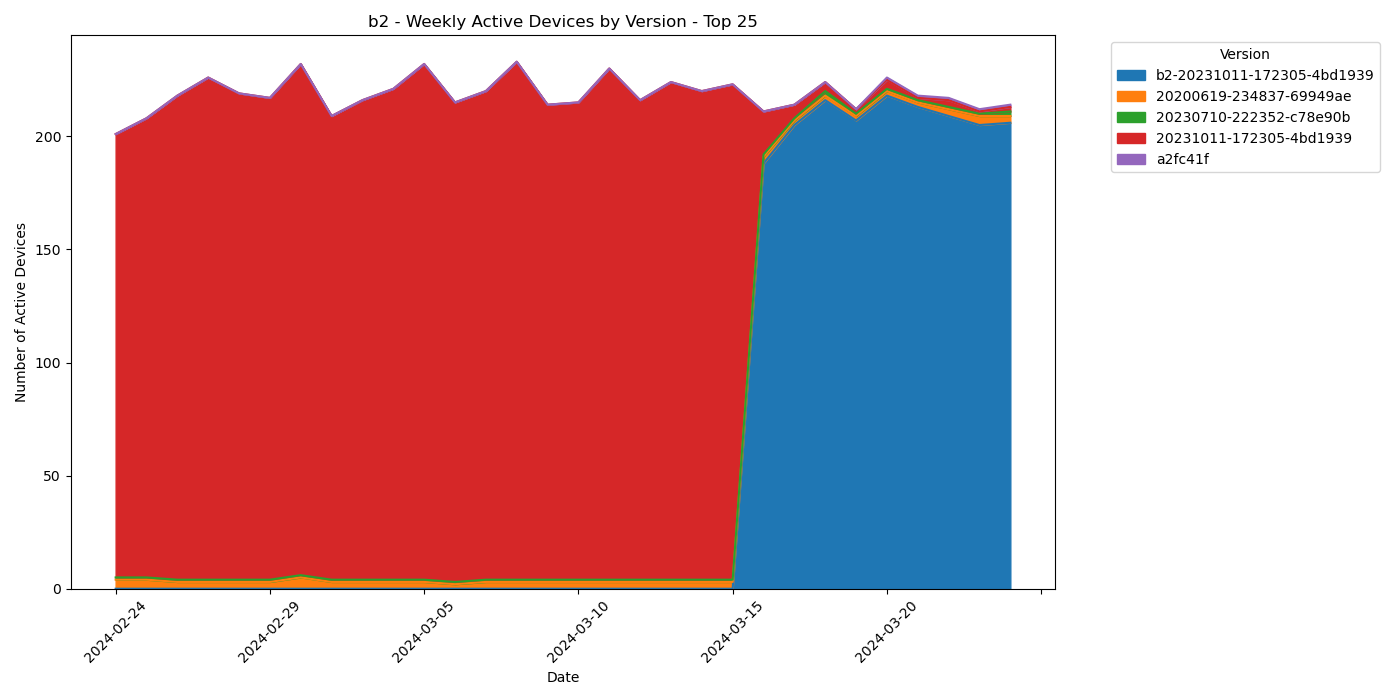 b2 - Weekly Active Devices by Version - Top 25
Number of Active Devices
200
150
100
50
0
2024-02-24
2024-02-29
2024-03-05
2024-03-10
2024-03-15
2024-03-20
Date
Version
b2-20231011-172305-4bd1939
20200619-234837-69949ae
20230710-222352-c78e90b
20231011-172305-4bd1939
a2fc41f